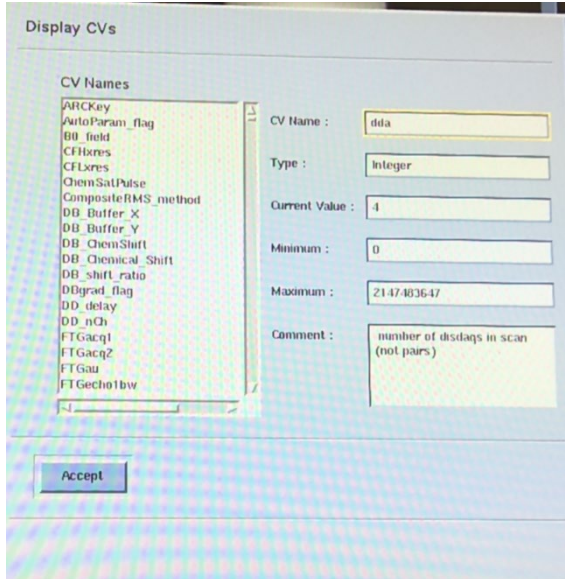 Display CVs
CV Names
ARCKey
AutoParam_flag
B0_field
CFHxres
CFLxres
ChemSatPulse
CompositeRMS_method
DB_Buffer_X
DB_Buffer_Y
DB_ChemShift
DB_Chemical_Shift
DB_shift_ratio
DBgrad_flag
DD_delay
DD_nCh
FTGacq1
FTGacq2
FTGau
FTGecho1bw
CV Name :
dda
Type :
Integer
Current Value :
4
Minimum :
0
Maximum :
2147483647
Comment :
number of disdaqs in scan
(not pairs)
Accept